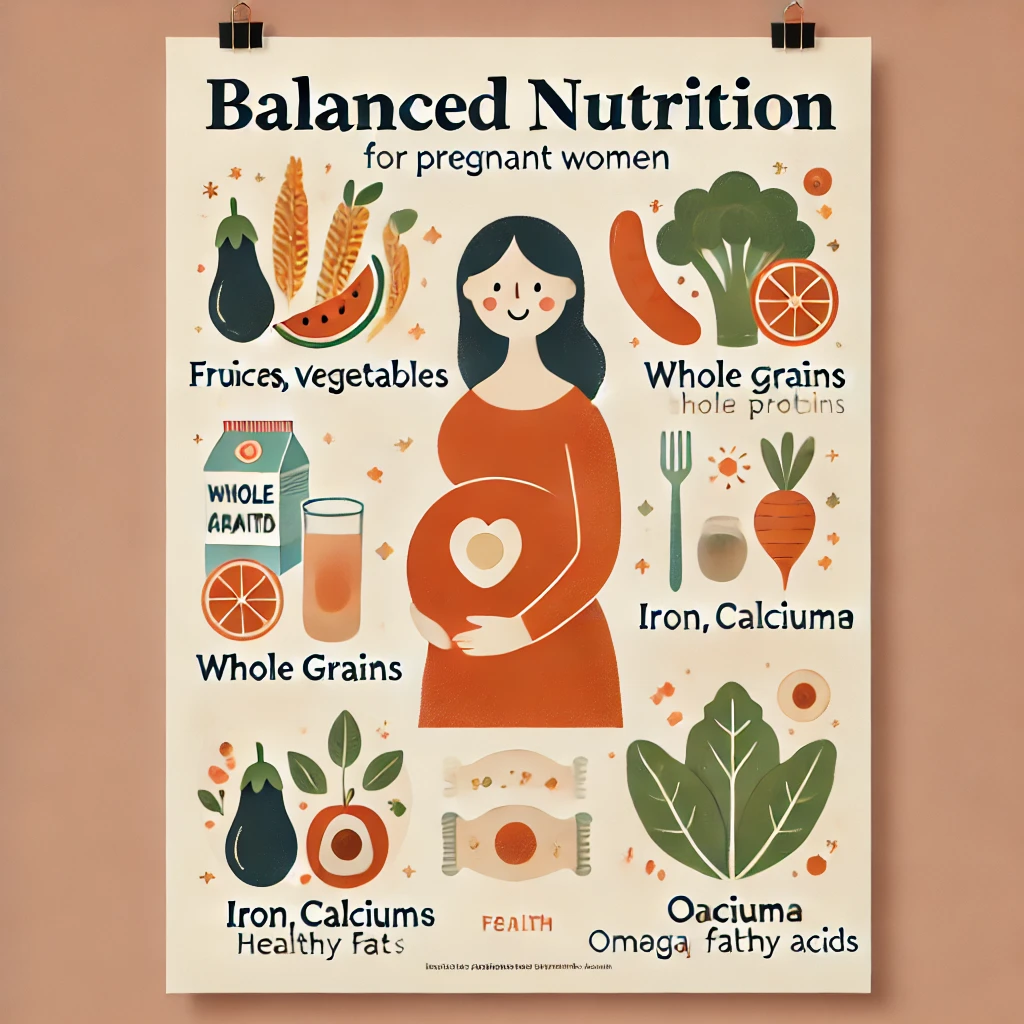 Balanced Nutrition
for pregnant women
Fruices, vegetables
Whole grains
hole protins
WHOLE
Iron, Calciuma
Whole Grains
Iron, Calciums
Healthy Fats
FEALTH
Oaciuma
Omaga, fathy acids